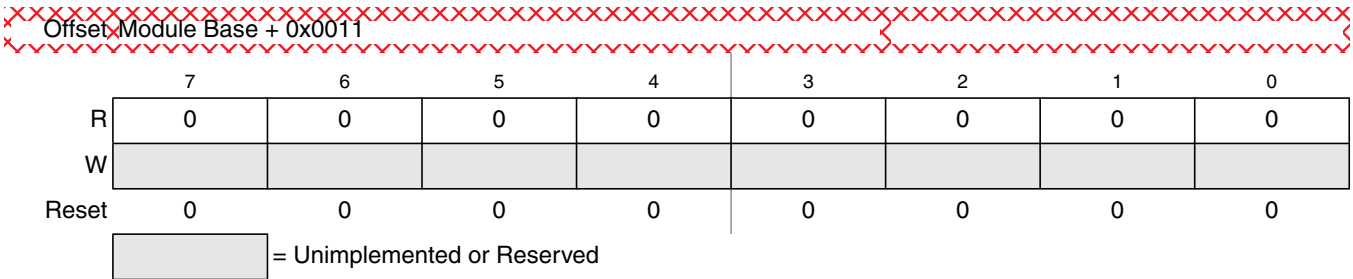 Offset Module Base + 0x0011
7 6 5 4 3 2 1 0
R 0 0 0 0 0 0 0 0
W
Reset 0 0 0 0 0 0 0 0
= Unimplemented or Reserved